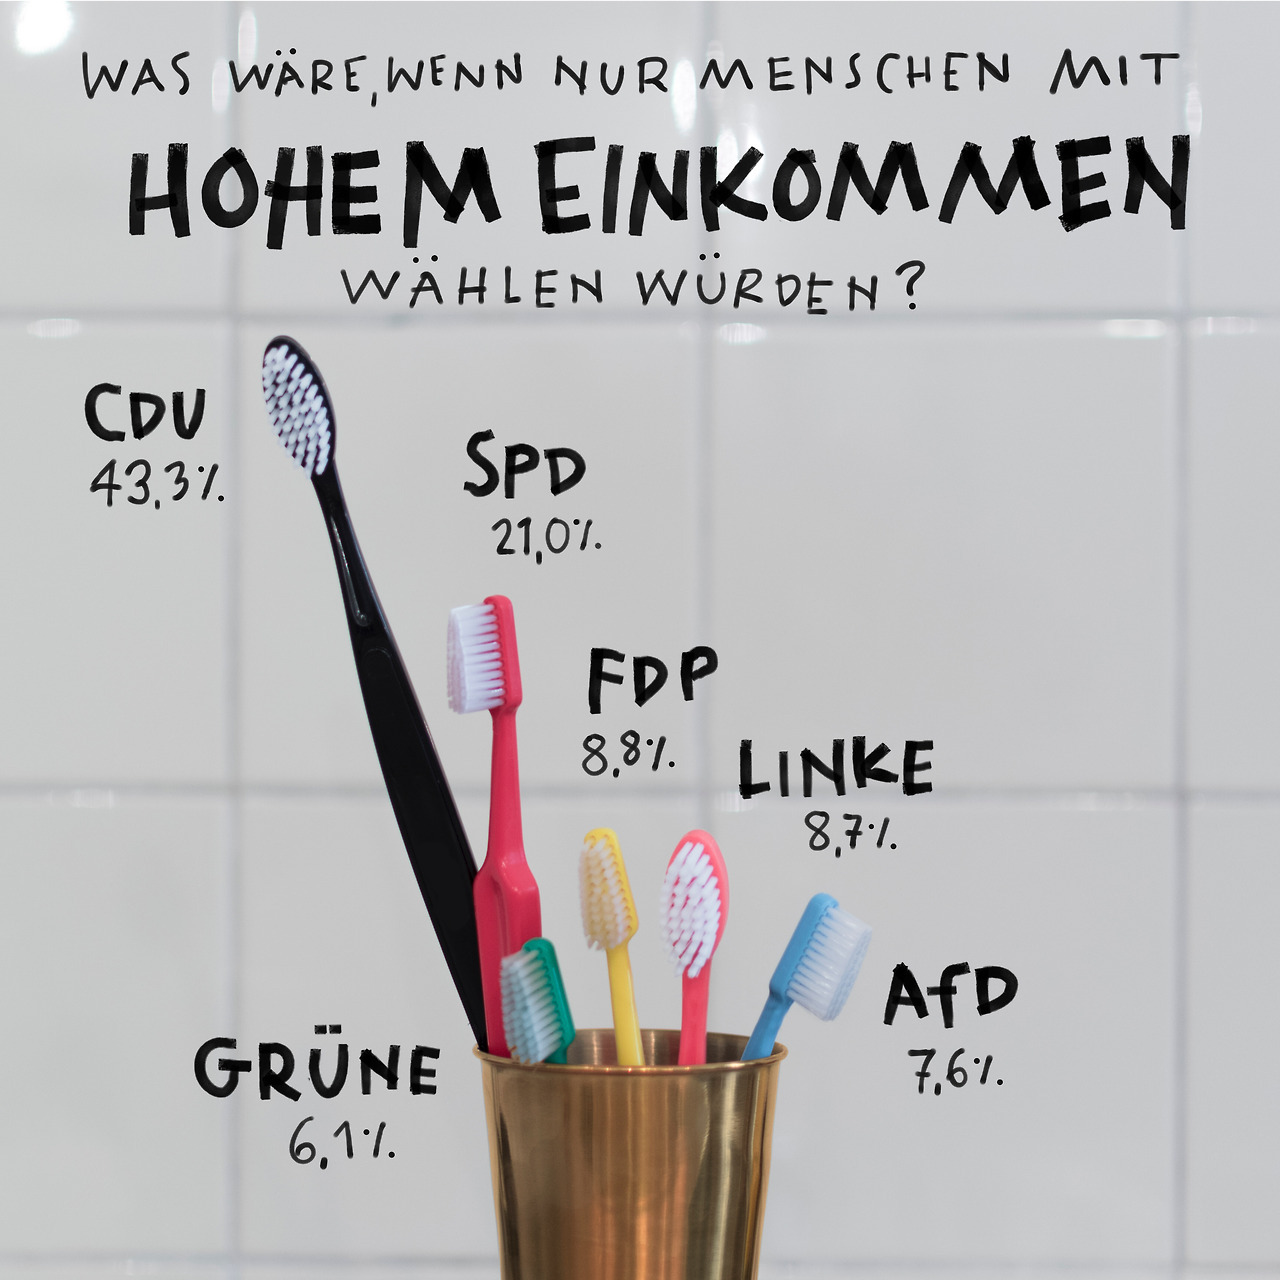 WAS WÄRE, WENN NUR MENSCHEN MIT
HOHEM EINKOMMEN
WÄHLEN WÜRDEN?
CDU
43,3%
SPD
21,0%
FDP
8,8%
LINKE
8,7%
AfD
7,6%
GRÜNE
6,1%